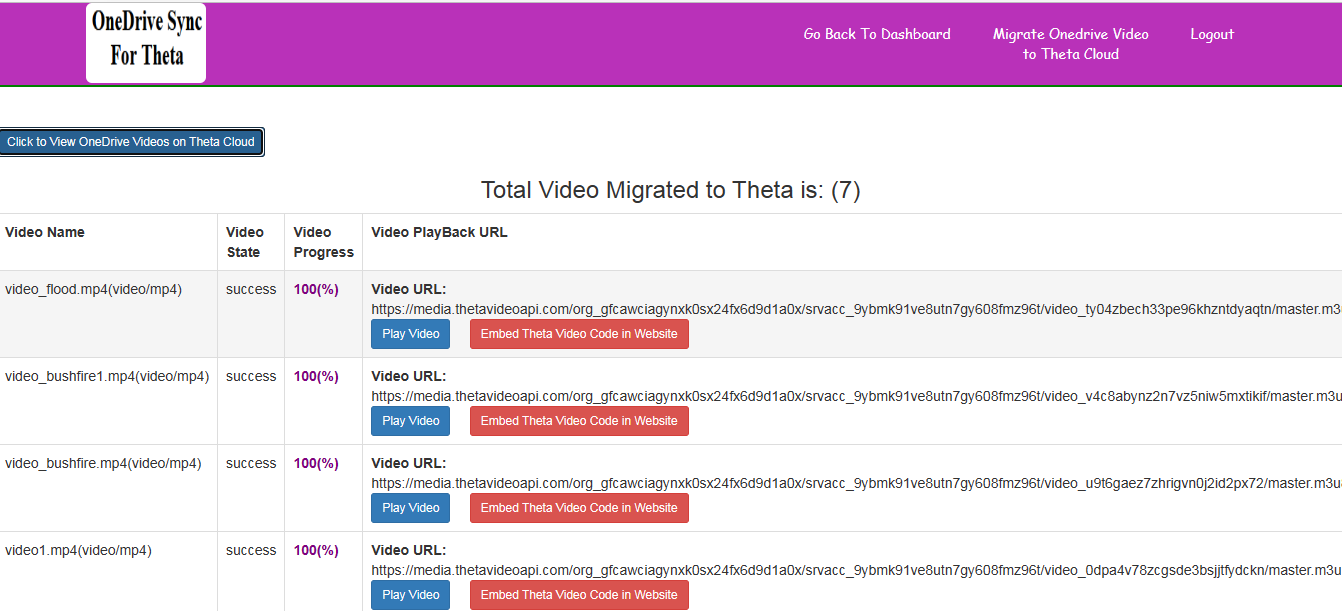 OneDrive Sync
For Theta
Go Back To Dashboard
Migrate Onedrive Video
to Theta Cloud
Logout
Click to View OneDrive Videos on Theta Cloud
Total Video Migrated to Theta is: (7)
Video Name
Video
State
Video
Progress
Video PlayBack URL
video_flood.mp4(video/mp4)
success
100(%)
Video URL:
https://media.thetavideoapi.com/org_gfcawciagynxk0sx24fx6d9d1a0x/srvacc_9ybmk91ve8utn7gy608fmz96t/video_ty04zbech33pe96khzntdyaqtn/master.m3
Play Video
Embed Theta Video Code in Website
video_bushfire1.mp4(video/mp4)
success
100(%)
Video URL:
https://media.thetavideoapi.com/org_gfcawciagynxk0sx24fx6d9d1a0x/srvacc_9ybmk91ve8utn7gy608fmz96t/video_v4c8abynz2n7vz5niw5mxtikif/master.m3u
Play Video
Embed Theta Video Code in Website
video_bushfire.mp4(video/mp4)
success
100(%)
Video URL:
https://media.thetavideoapi.com/org_gfcawciagynxk0sx24fx6d9d1a0x/srvacc_9ybmk91ve8utn7gy608fmz96t/video_u9t6gaez7zhrigvn0j2id2px72/master.m3u
Play Video
Embed Theta Video Code in Website
video1.mp4(video/mp4)
success
100(%)
Video URL:
https://media.thetavideoapi.com/org_gfcawciagynxk0sx24fx6d9d1a0x/srvacc_9ybmk91ve8utn7gy608fmz96t/video_0dpa4v78zcgsde3bsjjtfydckn/master.m3u
Play Video
Embed Theta Video Code in Website